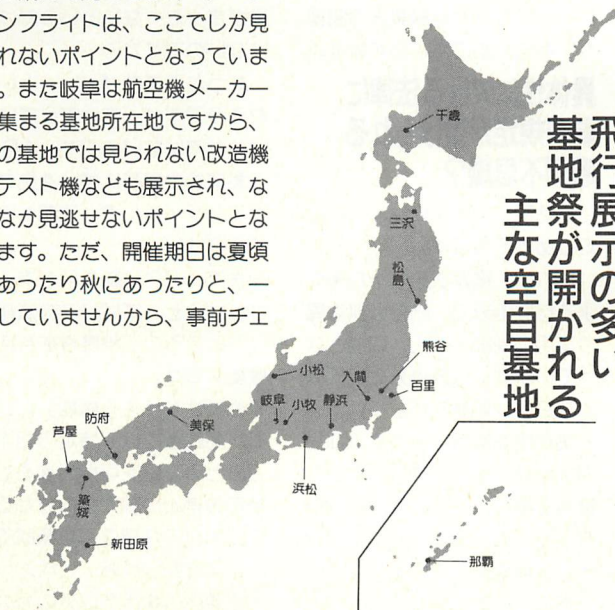 ンフライトは、ここでしか見
れないポイントとなっていま
。また岐阜は航空機メーカー
集まる基地所在地ですから、
の基地では見られない改造機
テスト機なども展示され、な
なか見逃せないポイントとな
ます。ただ、開催期日は夏頃
あったり秋にあったりと、一
していませんから、事前チェ
飛行展示の多い
基地祭が開かれる
主な空自基地
千歳
三沢
松島
熊谷
小松
入間
百里
岐阜
小牧
静浜
防府
美保
芦屋
築城
浜松
新田原
那覇